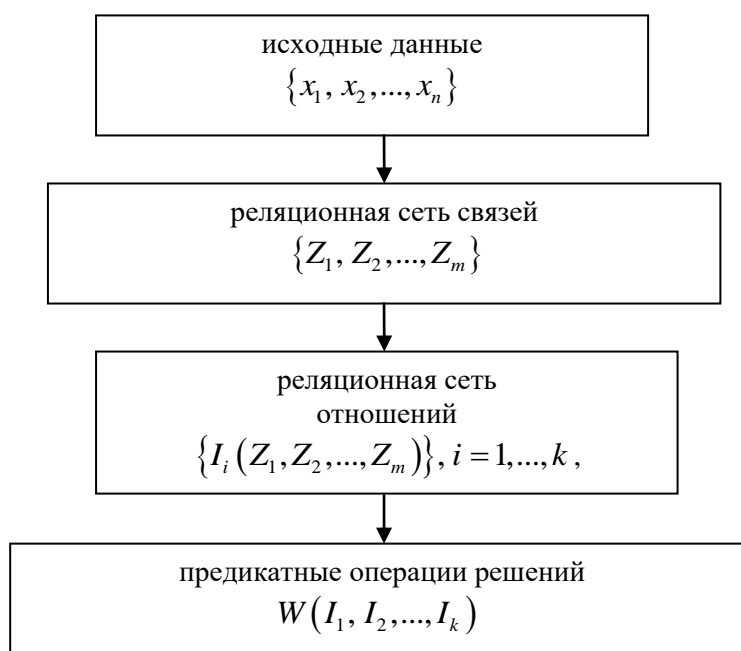 исходные данные
{x₁, x₂,..., xₙ}
реляционная сеть связей
{Z₁, Z₂,..., Zₘ}
реляционная сеть
отношений
{Iᵢ (Z₁, Z₂,..., Zₘ)}, i = 1,..., k ,
предикатные операции решений
W(I₁, I₂,..., Iₖ)